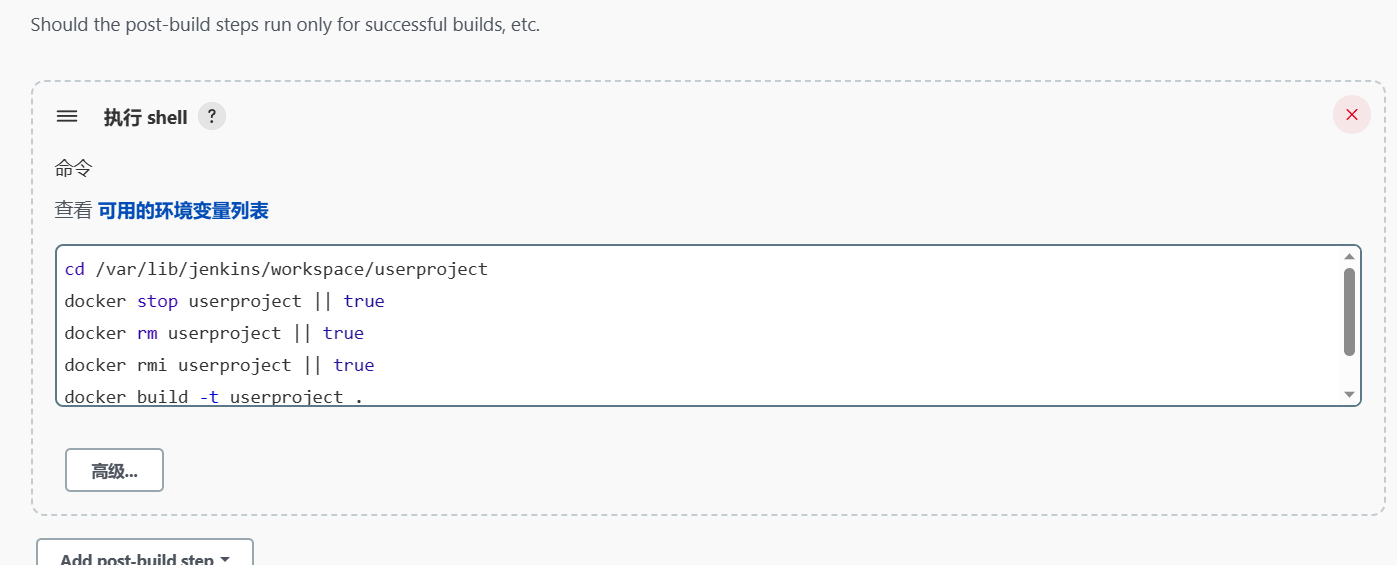 Should the post-build steps run only for successful builds, etc.
执行 shell ?
命令
查看 可用的环境变量列表
cd /var/lib/jenkins/workspace/userproject
docker stop userproject || true
docker rm userproject || true
docker rmi userproject || true
docker build -t userproject .
高级...
Add post-build step